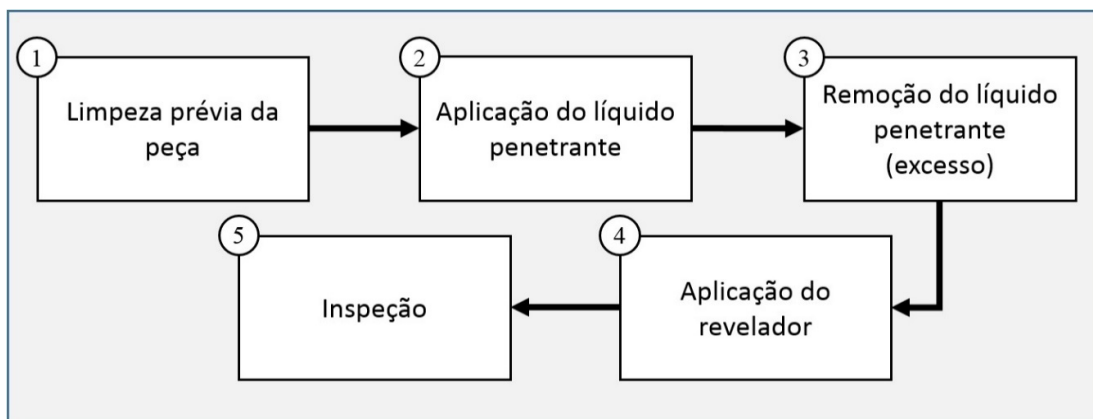 1
Limpeza prévia da
peça
2
Aplicação do líquido
penetrante
3
Remoção do líquido
penetrante
(excesso)
4
Aplicação do
revelador
5
Inspeção